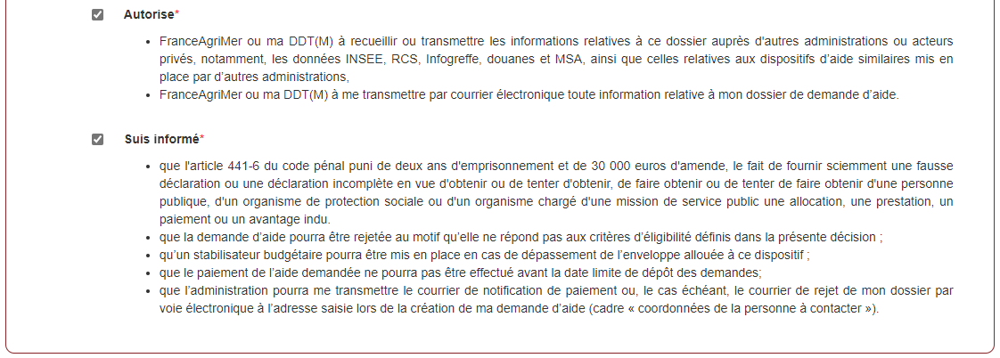 Autorise*
• FranceAgriMer ou ma DDT(M) à recueillir ou transmettre les informations relatives à ce dossier auprès d'autres administrations ou acteurs
privés, notamment, les données INSEE, RCS, Infogreffe, douanes et MSA, ainsi que celles relatives aux dispositifs d'aide similaires mis en
place par d'autres administrations,
• FranceAgriMer ou ma DDT(M) à me transmettre par courrier électronique toute information relative à mon dossier de demande d'aide.
Suis informé*
• que l'article 441-6 du code pénal puni de deux ans d'emprisonnement et de 30 000 euros d'amende, le fait de fournir sciemment une fausse
déclaration ou une déclaration incomplète en vue d'obtenir ou de tenter d'obtenir, de faire obtenir ou de tenter de faire obtenir d'une personne
publique, d'un organisme de protection sociale ou d'un organisme chargé d'une mission de service public une allocation, une prestation, un
paiement ou un avantage indu.
• que la demande d'aide pourra être rejetée au motif qu'elle ne répond pas aux critères d'éligibilité définis dans la présente décision ;
• qu'un stabilisateur budgétaire pourra être mis en place en cas de dépassement de l'enveloppe allouée à ce dispositif ;
• que le paiement de l'aide demandée ne pourra pas être effectué avant la date limite de dépôt des demandes;
• que l'administration pourra me transmettre le courrier de notification de paiement ou, le cas échéant, le courrier de rejet de mon dossier par
voie électronique à l'adresse saisie lors de la création de ma demande d'aide (cadre « coordonnées de la personne à contacter »).